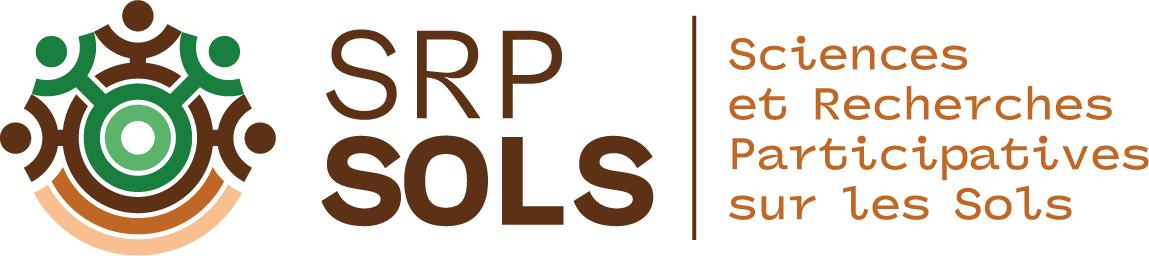 SRP
SOLS
Sciences
et Recherches
Participatives
sur les Sols